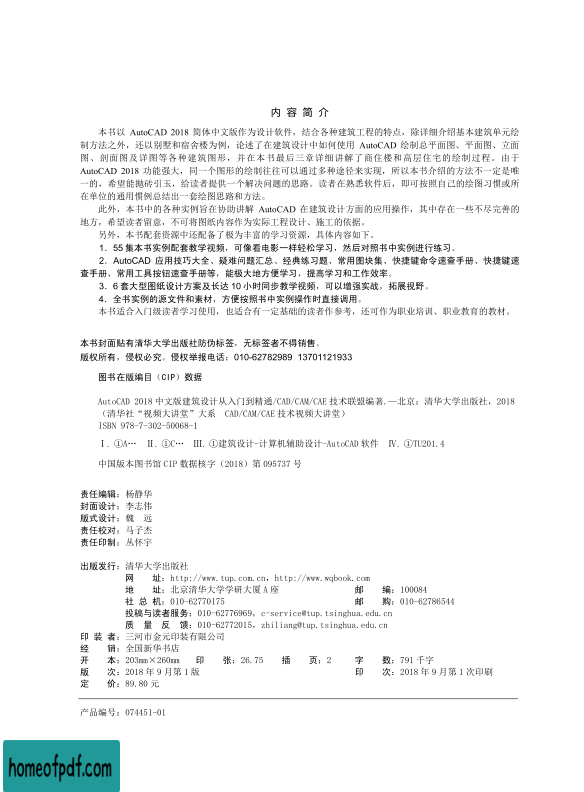 内 容 简 介
本书以 AutoCAD 2018 简体中文版作为设计软件，结合各种建筑工程的特点，除详细介绍基本建筑单元绘
制方法之外，还以别墅和宿舍楼为例，论述了在建筑设计中如何使用 AutoCAD 绘制总平面图、平面图、立面
图、剖面图及详图等各种建筑图形，并在本书最后三章详细讲解了商住楼和高层住宅的绘制过程。由于
AutoCAD 2018 功能强大，同一个图形的绘制往往可以通过多种途径来实现，所以本书介绍的方法不一定是唯
一的，希望能抛砖引玉，给读者提供一个解决问题的思路。读者在熟悉软件后，即可按照自己的绘图习惯或所
在单位的通用惯例总结出一套绘图思路和方法。
此外，本书中的各种实例旨在协助讲解 AutoCAD 在建筑设计方面的应用操作，其中存在一些不尽完善的
地方，希望读者留意，不可将图纸内容作为实际工程设计、施工的依据。
另外，本书配套资源中还配备了极为丰富的学习资源，具体内容如下。
1．55 集本书实例配套教学视频，可像看电影一样轻松学习，然后对照书中实例进行练习。
2．AutoCAD 应用技巧大全、疑难问题汇总、经典练习题、常用图块集、快捷键命令速查手册、快捷键速
查手册、常用工具按钮速查手册等，能极大地方便学习，提高学习和工作效率。
3．6 套大型图纸设计方案及长达 10 小时同步教学视频，可以增强实战，拓展视野。
4．全书实例的源文件和素材，方便按照书中实例操作时直接调用。
本书适合入门级读者学习使用，也适合有一定基础的读者作参考，还可作为职业培训、职业教育的教材。
本书封面贴有清华大学出版社防伪标签，无标签者不得销售。
版权所有，侵权必究。侵权举报电话：010-62782989 13701121933
图书在版编目（CIP）数据
AutoCAD 2018 中文版建筑设计从入门到精通/CAD/CAM/CAE 技术联盟编著.—北京：清华大学出版社，2018
（清华社“视频大讲堂”大系 CAD/CAM/CAE 技术视频大讲堂）
ISBN 978-7-302-50068-1
Ⅰ.①A… Ⅱ.①C… Ⅲ.①建筑设计-计算机辅助设计-AutoCAD 软件 Ⅳ.①TU201.4
中国版本图书馆 CIP 数据核字（2018）第 095737 号
责任编辑：杨静华
封面设计：李志伟
版式设计：魏 远
责任校对：马子杰
责任印制：丛怀宇
出版发行：清华大学出版社
网 址：http://www.tup.com.cn，http://www.wqbook.com
地 址：北京清华大学学研大厦 A 座 邮 编：100084
社 总 机：010-62770175 邮 购：010-62786544
投稿与读者服务：010-62776969，c-service@tup.tsinghua.edu.cn
质 量 反 馈：010-62772015，zhiliang@tup.tsinghua.edu.cn
印 装 者：三河市金元印装有限公司
经 销：全国新华书店
开 本：203mm×260mm 印 张：26.75 插 页：2 字 数：791 千字
版 次：2018 年 9 月第 1 版 印 次：2018 年 9 月第 1 次印刷
定 价：89.80 元
产品编号：074451-01
homeofpdf.com